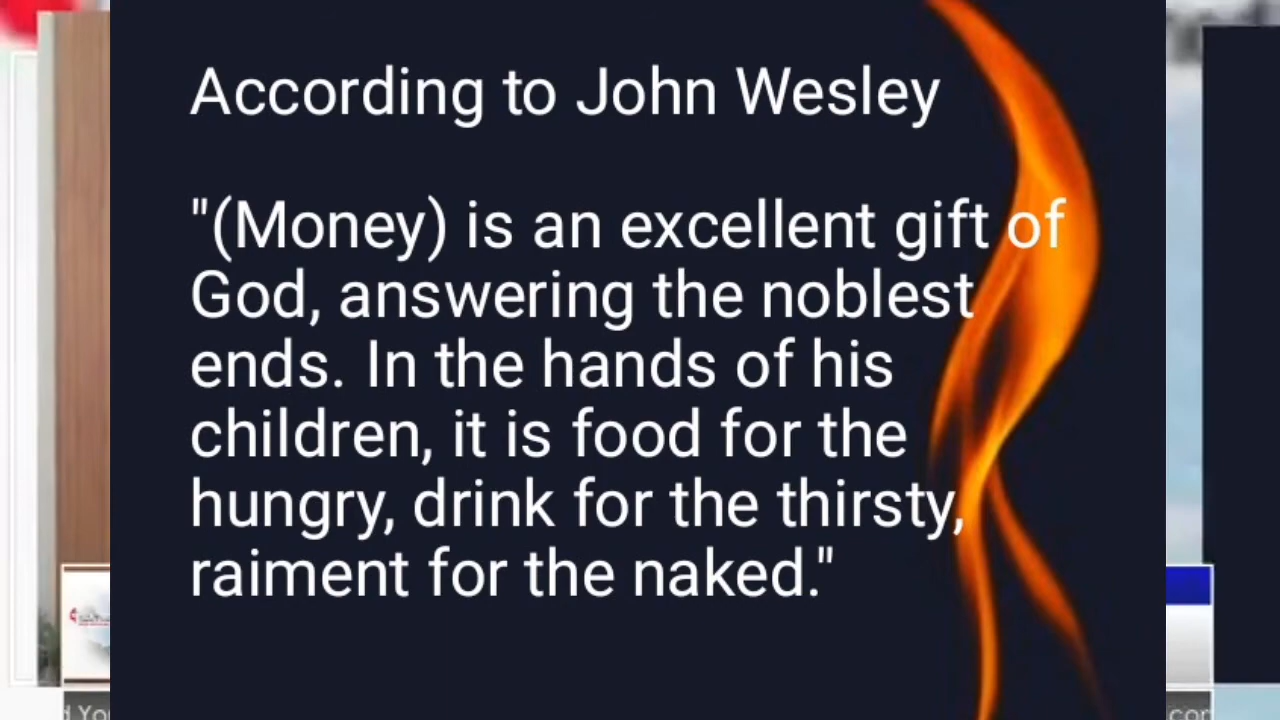 According to John Wesley
"(Money) is an excellent gift of
God, answering the noblest
ends. In the hands of his
children, it is food for the
hungry, drink for the thirsty,
raiment for the naked."